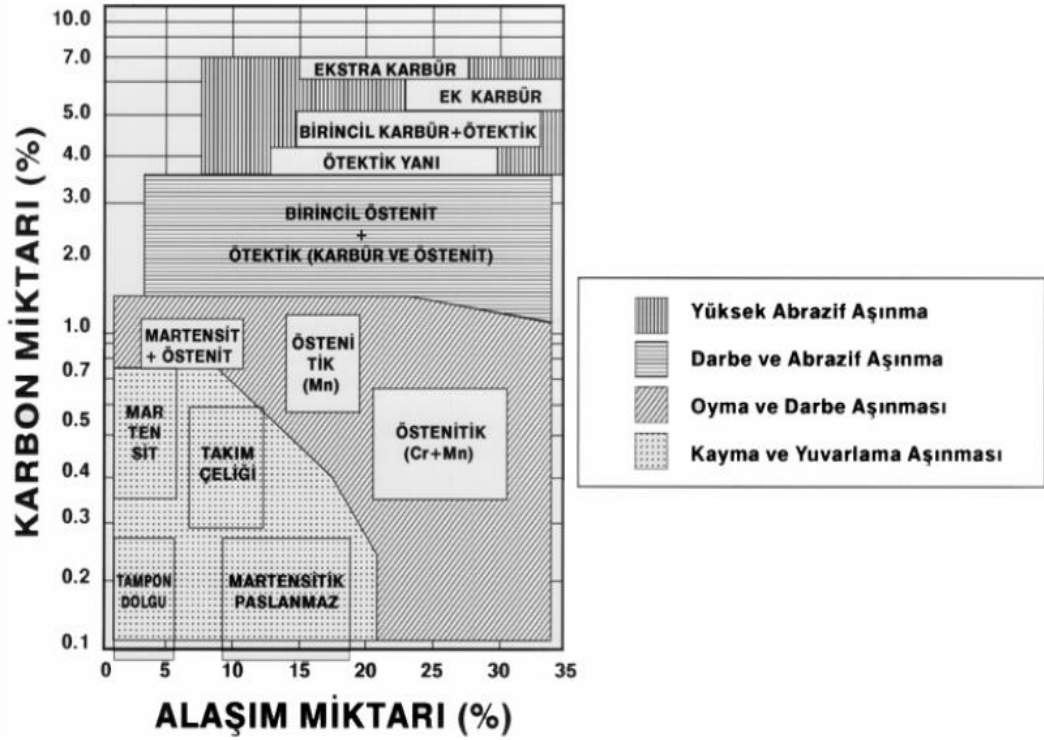 KARBON MİKTARI (%)
10.0
7.0
5.0
4.0
3.0
2.0
1.0
0.7
0.5
0.4
0.3
0.2
0.1
EKSTRA KARBÜR
EK KARBÜR
BİRİNCİL KARBÜR+ÖTEKTİK
ÖTEKTİK YANI
BİRİNCİL ÖSTENİT
+
ÖTEKTİK (KARBÜR VE ÖSTENİT)
MARTENSİT
+ ÖSTENİT
ÖSTENİ
TİK
(Mn)
MAR
TEN
SİT
TAKIM
ÇELİĞİ
ÖSTENİTİK
(Cr+Mn)
TAMPON
DOLGU
MARTENSİTİK
PASLANMAZ
0 5 10 15 20 25 30 35
ALAŞIM MİKTARI (%)
Yüksek Abrazif Aşınma
Darbe ve Abrazif Aşınma
Oyma ve Darbe Aşınması
Kayma ve Yuvarlama Aşınması